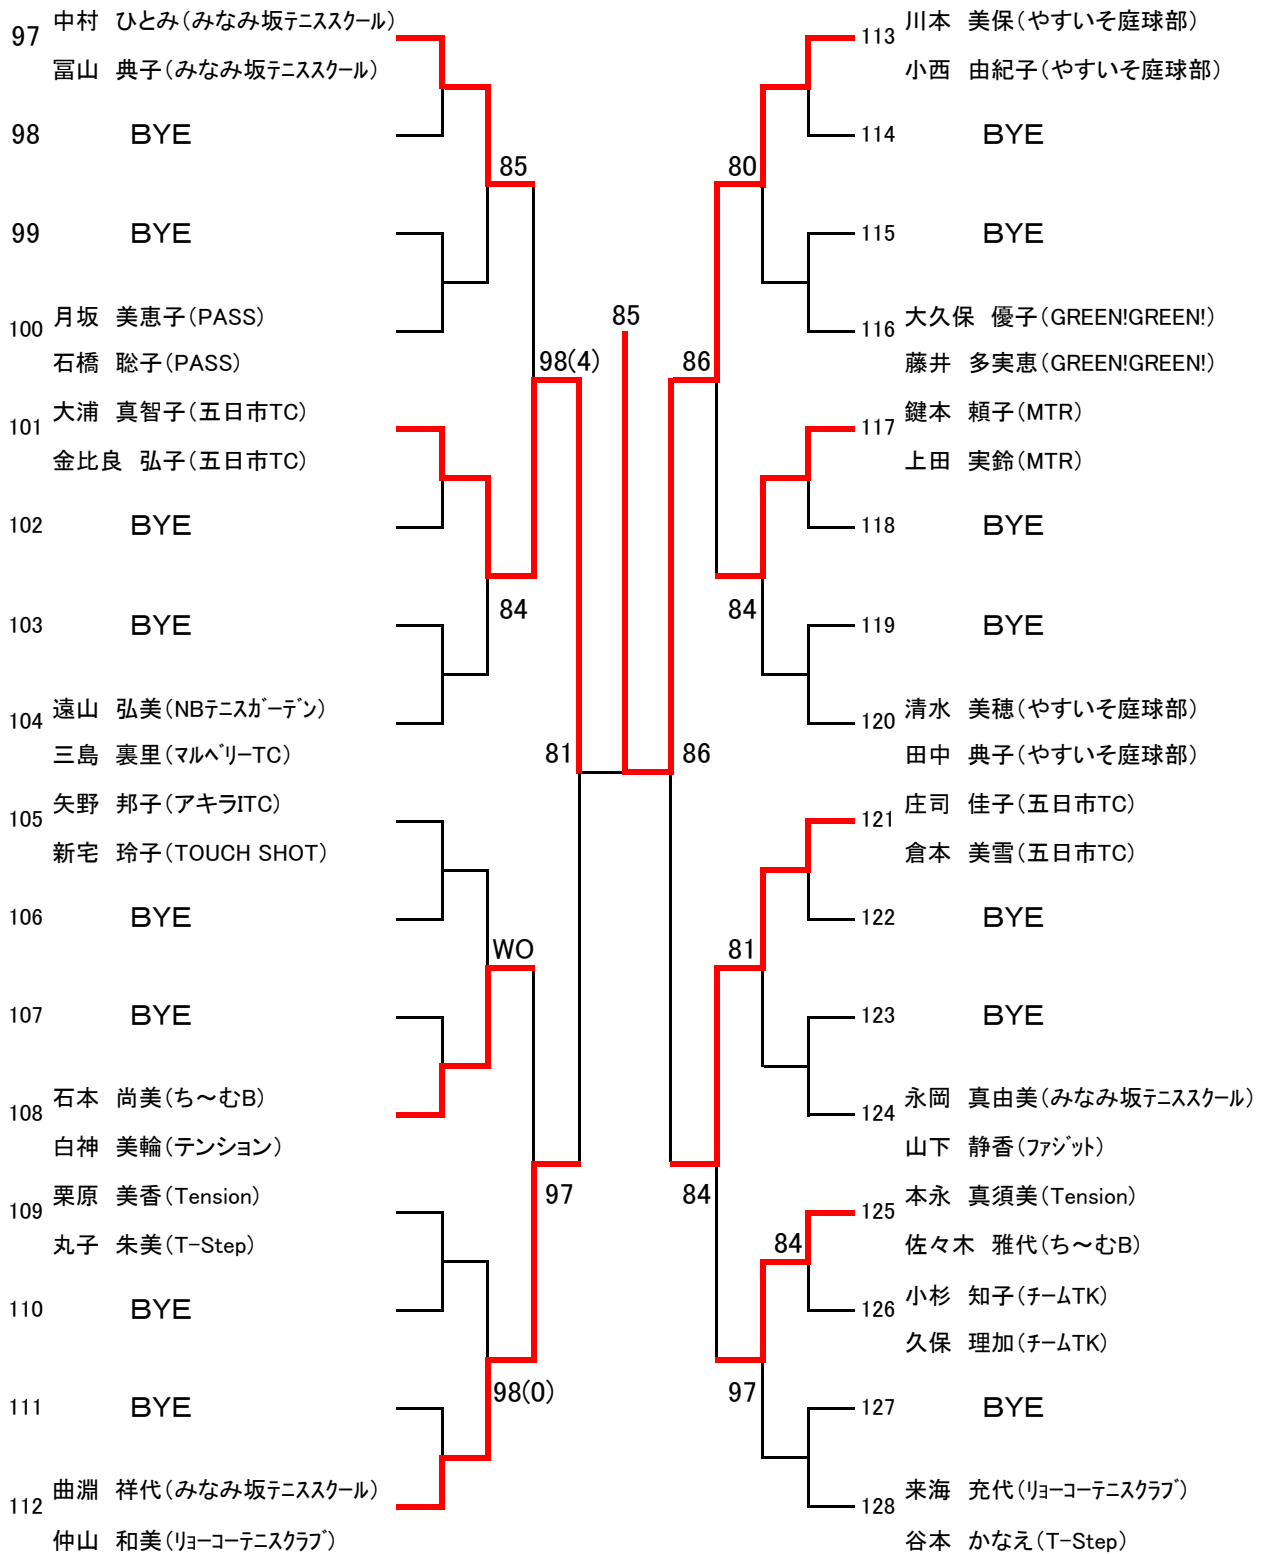 97 中村 ひとみ(みなみ坂テニススクール)
冨山 典子(みなみ坂テニススクール)
98 BYE
85
99 BYE
100 月坂 美恵子(PASS)
石橋 聡子(PASS)
98(4)
101 大浦 真智子(五日市TC)
金比良 弘子(五日市TC)
102 BYE
84
103 BYE
104 遠山 弘美(NBテニスガーデン)
三島 裏里(マルベリーTC)
81
105 矢野 邦子(アキラITC)
新宅 玲子(TOUCH SHOT)
106 BYE
WO
107 BYE
108 石本 尚美(ち～むB)
白神 美輪(テンション)
97
109 栗原 美香(Tension)
丸子 朱美(T-Step)
110 BYE
98(0)
111 BYE
112 曲淵 祥代(みなみ坂テニススクール)
仲山 和美(リョーコーテニスクラブ)
85
113 川本 美保(やすいそ庭球部)
小西 由紀子(やすいそ庭球部)
114 BYE
80
115 BYE
116 大久保 優子(GREEN!GREEN!)
藤井 多実恵(GREEN!GREEN!)
86
117 鍵本 頼子(MTR)
上田 実鈴(MTR)
118 BYE
84
119 BYE
120 清水 美穂(やすいそ庭球部)
田中 典子(やすいそ庭球部)
86
121 庄司 佳子(五日市TC)
倉本 美雪(五日市TC)
122 BYE
81
123 BYE
124 永岡 真由美(みなみ坂テニススクール)
山下 静香(ファジット)
84
125 本永 真須美(Tension)
佐々木 雅代(ち～むB)
84
126 小杉 知子(チームTK)
久保 理加(チームTK)
97
127 BYE
128 来海 充代(リョーコーテニスクラブ)
谷本 かなえ(T-Step)